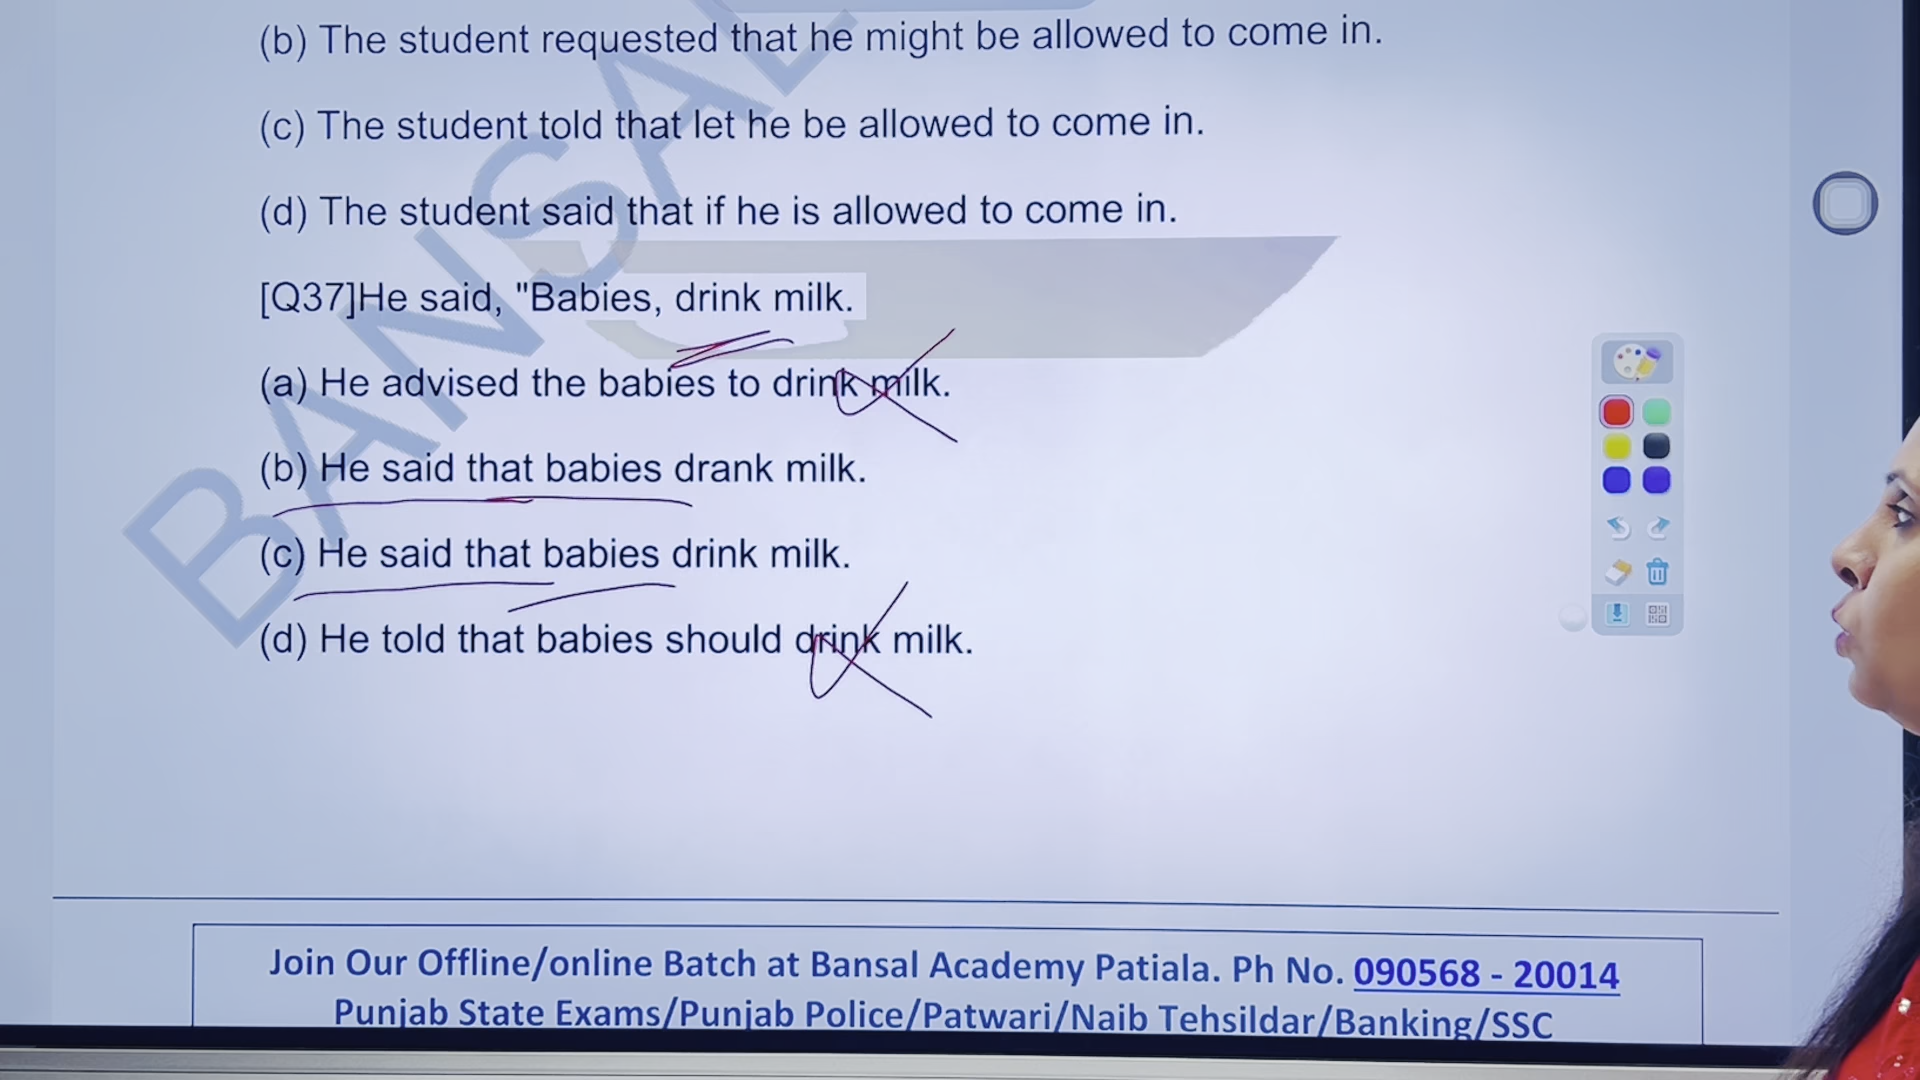 (b) The student requested that he might be allowed to come in.
(c) The student told that let he be allowed to come in.
(d) The student said that if he is allowed to come in.
[Q37]He said, "Babies, drink milk.
(a) He advised the babies to drink milk.
(b) He said that babies drank milk.
(c) He said that babies drink milk.
(d) He told that babies should drink milk.
BANSAL
Join Our Offline/online Batch at Bansal Academy Patiala. Ph No. 090568 - 20014
Punjab State Exams/Punjab Police/Patwari/Naib Tehsildar/Banking/SSC